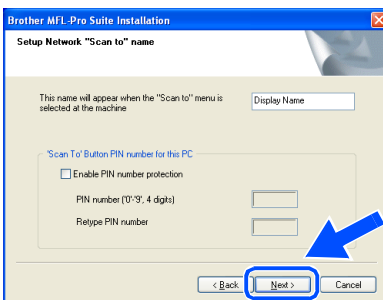 Brother MFL-Pro Suite Installation
Setup Network "Scan to" name
This name will appear when the "Scan to" menu is
selected at the machine
Display Name
'Scan To' Button PIN number for this PC
Enable PIN number protection
PIN number ('0'-'9', 4 digits)
Retype PIN number
< Back
Next >
Cancel